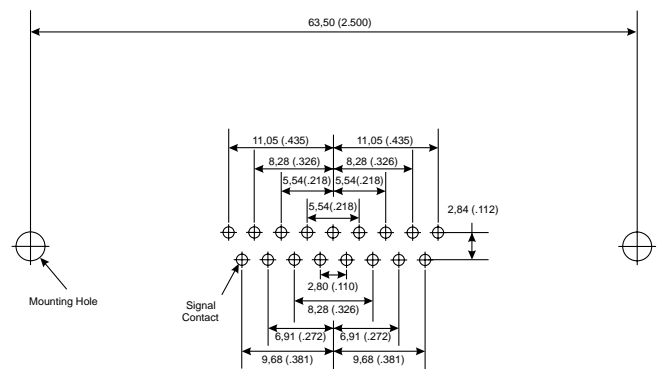 63,50 (2.500)
11,05 (.435) 11,05 (.435)
8,28 (.326) 8,28 (.326)
5,54(.218) 5,54(.218)
5,54(.218)
2,84 (.112)
Mounting Hole
Signal
Contact
2,80 (.110)
8,28 (.326)
6,91 (.272) 6,91 (.272)
9,68 (.381) 9,68 (.381)